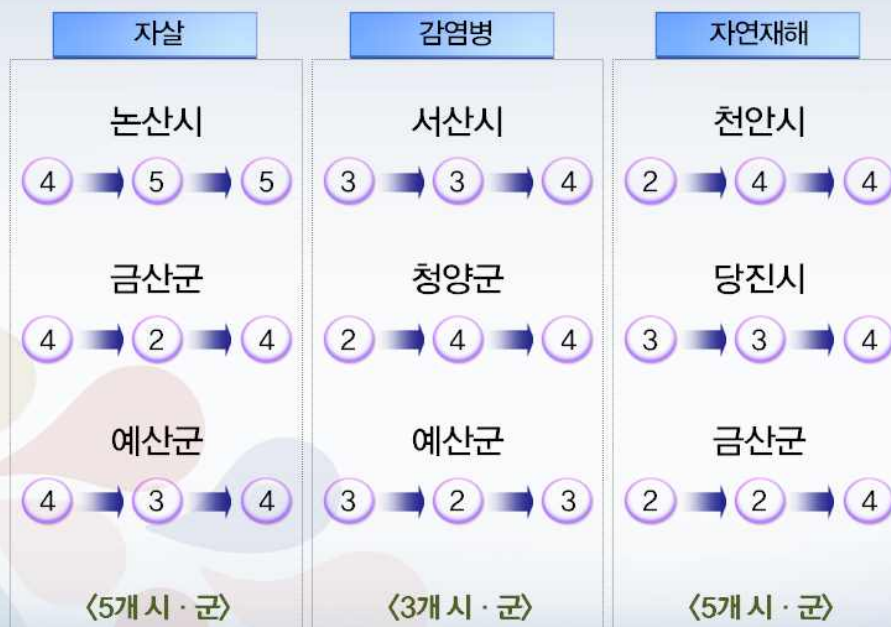 자살
논산시
4 5 5
금산군
4 2 4
예산군
4 3 4
〈5개 시·군〉
감염병
서산시
3 3 4
청양군
2 4 4
예산군
3 2 3
〈3개 시·군〉
자연재해
천안시
2 4 4
당진시
3 3 4
금산군
2 2 4
〈5개 시·군〉